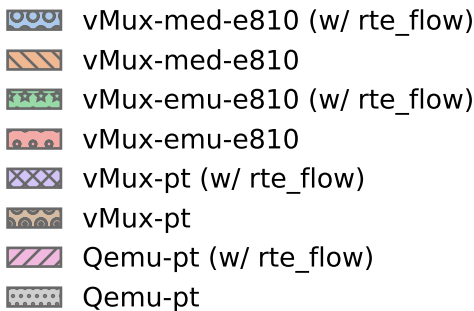 vMux-med-e810 (w/ rte_flow)
vMux-med-e810
vMux-emu-e810 (w/ rte_flow)
vMux-emu-e810
vMux-pt (w/ rte_flow)
vMux-pt
Qemu-pt (w/ rte_flow)
Qemu-pt